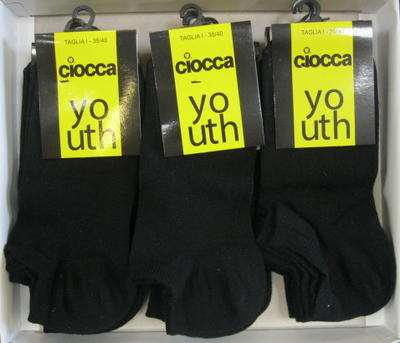 TAGLIA I - 35/40
ciocca
yo
uth
TAGLIA I - 35/40
ciocca
yo
uth
ciocca
yo
uth